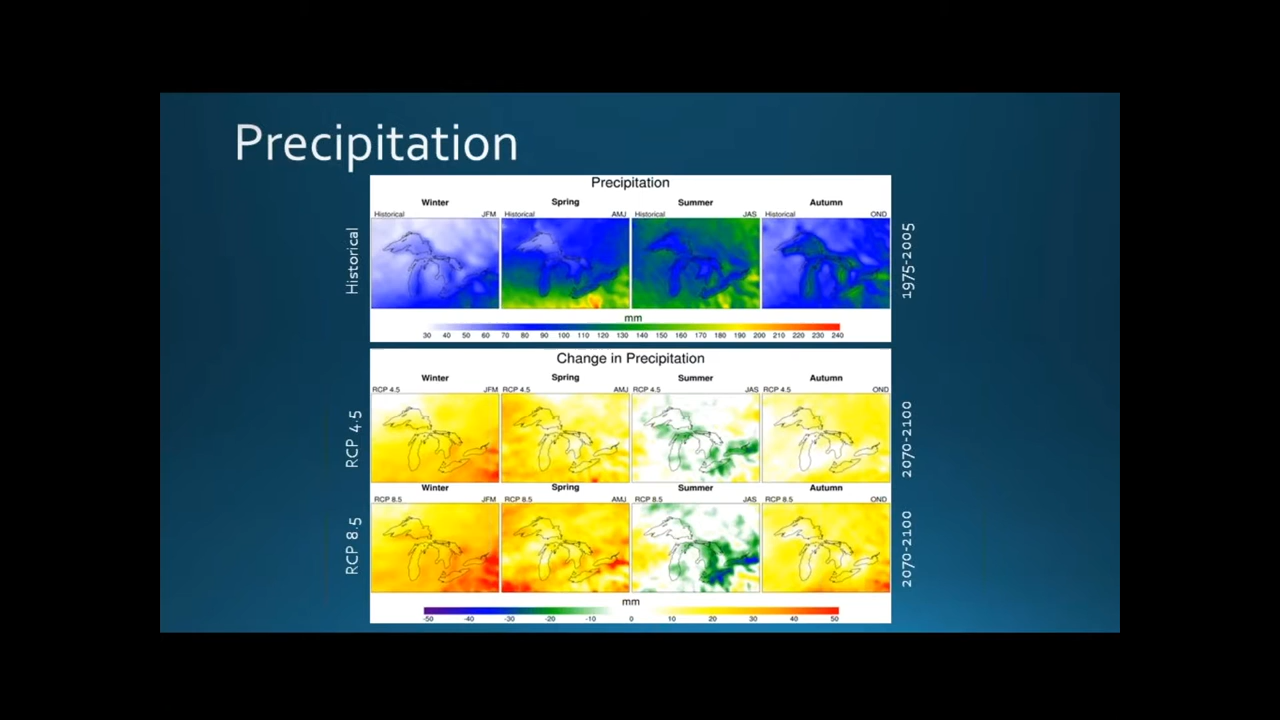 Precipitation
Precipitation
Winter Spring Summer Autumn
Historical JFM Historical AMJ Historical JAS Historical OND
Historical
1975-2005
mm
30 40 50 60 70 80 90 100 110 120 130 140 150 160 170 180 190 200 210 220 230 240
Change in Precipitation
Winter Spring Summer Autumn
RCP 4.5 JFM RCP 4.5 AMJ RCP 4.5 JAS RCP 4.5 OND
RCP 4.5
2070-2100
Winter Spring Summer Autumn
RCP 8.5 JFM RCP 8.5 AMJ RCP 8.5 JAS RCP 8.5 OND
RCP 8.5
2070-2100
mm
-50 -40 -30 -20 -10 0 10 20 30 40 50